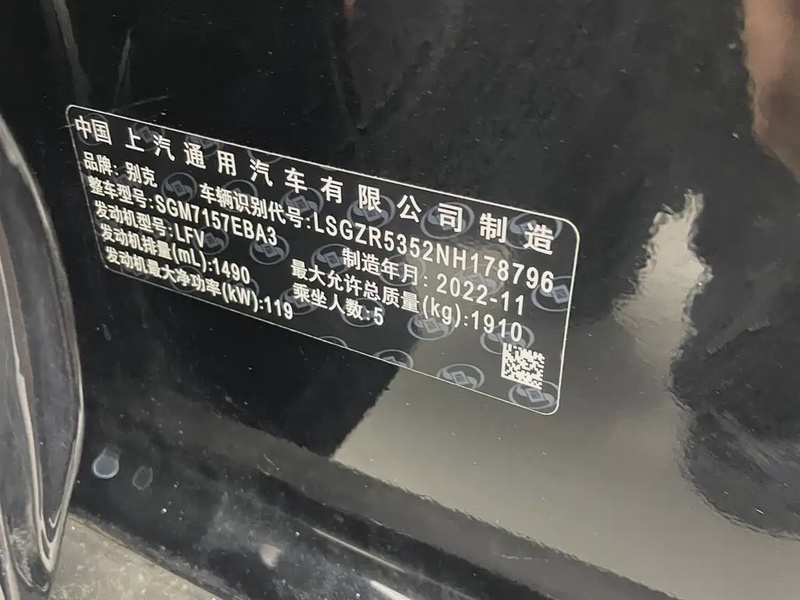 中国 上汽通用汽车有限公司制造
品牌: 别克 车辆识别代号:LSGZR5352NH178796
整车型号:SGM7157EBA3 制造年月: 2022-11
发动机型号:LFV 最大允许总质量(kg):1910
发动机排量(mL):1490 乘坐人数:5
发动机最大净功率(kW):119